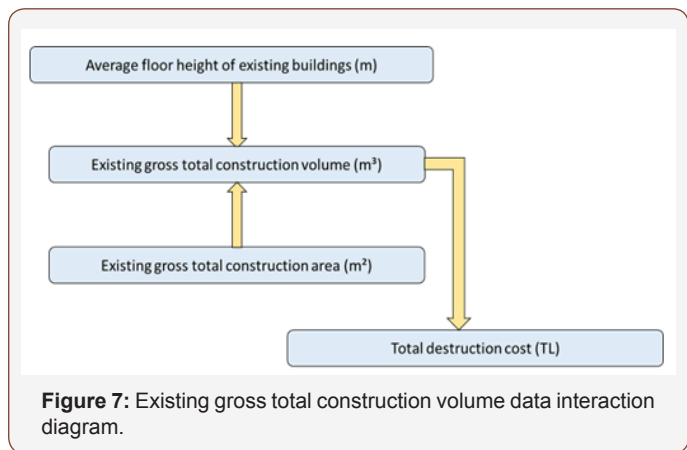 Average floor height of existing buildings (m)
Existing gross total construction volume (m³)
Existing gross total construction area (m²)
Total destruction cost (TL)
Figure 7: Existing gross total construction volume data interaction
diagram.